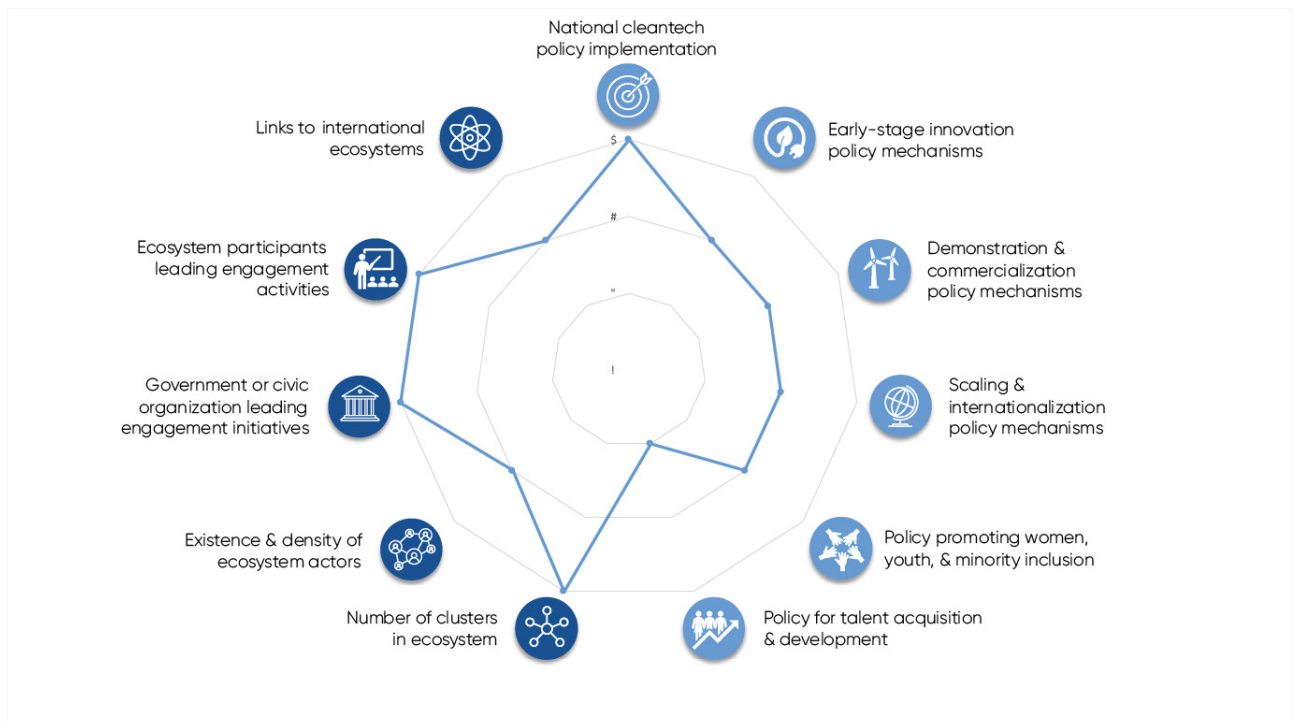 National cleantech
policy implementation
Links to international
ecosystems
Early-stage innovation
policy mechanisms
$
#
"
!
Ecosystem participants
leading engagement
activities
Demonstration &
commercialization
policy mechanisms
Government or civic
organization leading
engagement initiatives
Scaling &
internationalization
policy mechanisms
Existence & density of
ecosystem actors
Policy promoting women,
youth, & minority inclusion
Number of clusters
in ecosystem
Policy for talent acquisition
& development